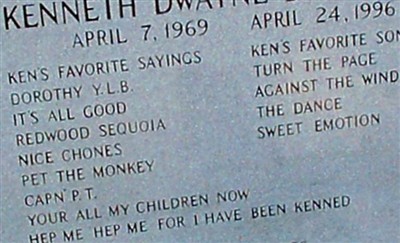 KENNETH DWAYNE
APRIL 7, 1969 APRIL 24, 1996
KEN'S FAVORITE SAYINGS
DOROTHY Y.L.B.
IT'S ALL GOOD
REDWOOD SEQUOIA
NICE CHONES
PET THE MONKEY
CAPN' P.T.
YOUR ALL MY CHILDREN NOW
HEP ME HEP ME FOR I HAVE BEEN KENNED
KEN'S FAVORITE
TURN THE PAGE
AGAINST THE WIND
THE DANCE
SWEET EMOTION